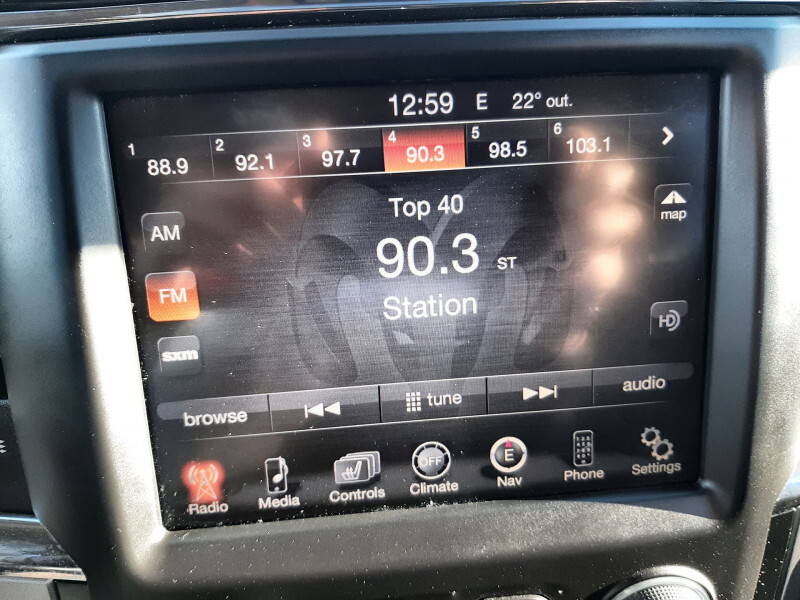 12:59 E 22° out.
1 88.9 2 92.1 3 97.7 4 90.3 5 98.5 6 103.1
Top 40
map
AM
90.3 ST
FM
Station
HD
sxm
browse tune audio
OFF E
Radio Media Controls Climate Nav Phone Settings